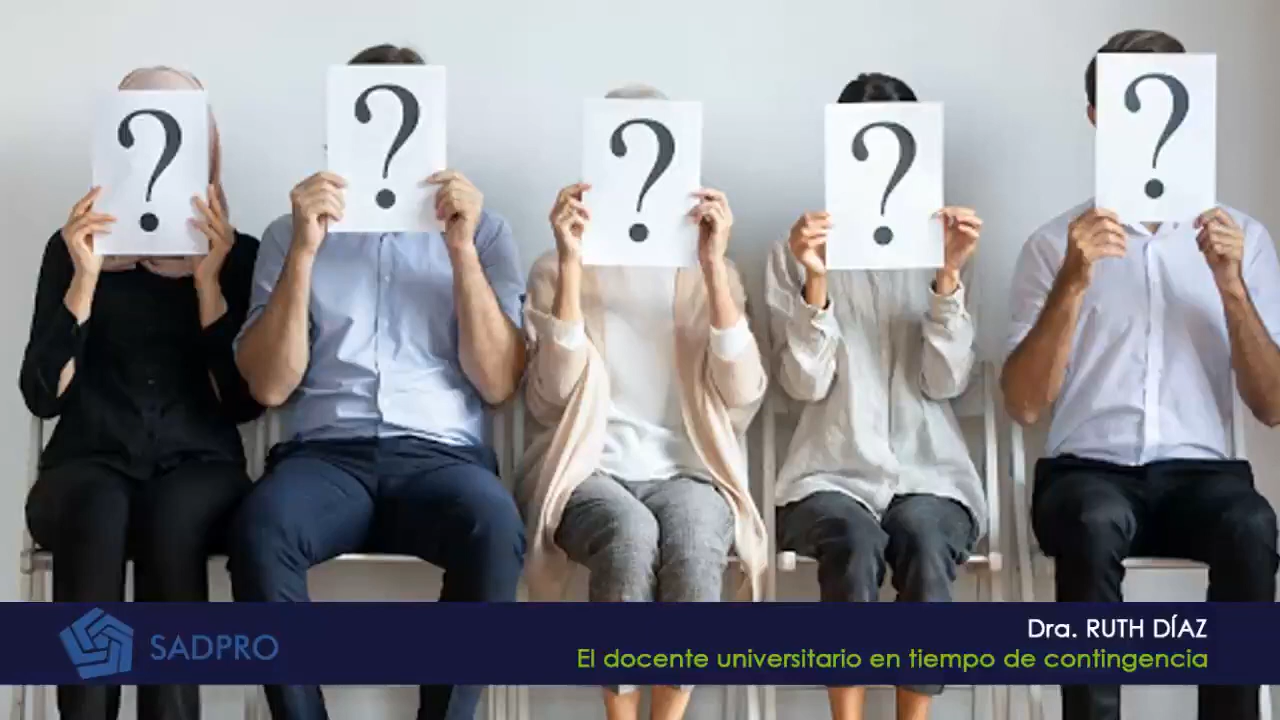 ?
?
?
?
?
SADPRO
Dra. RUTH DÍAZ
El docente universitario en tiempo de contingencia